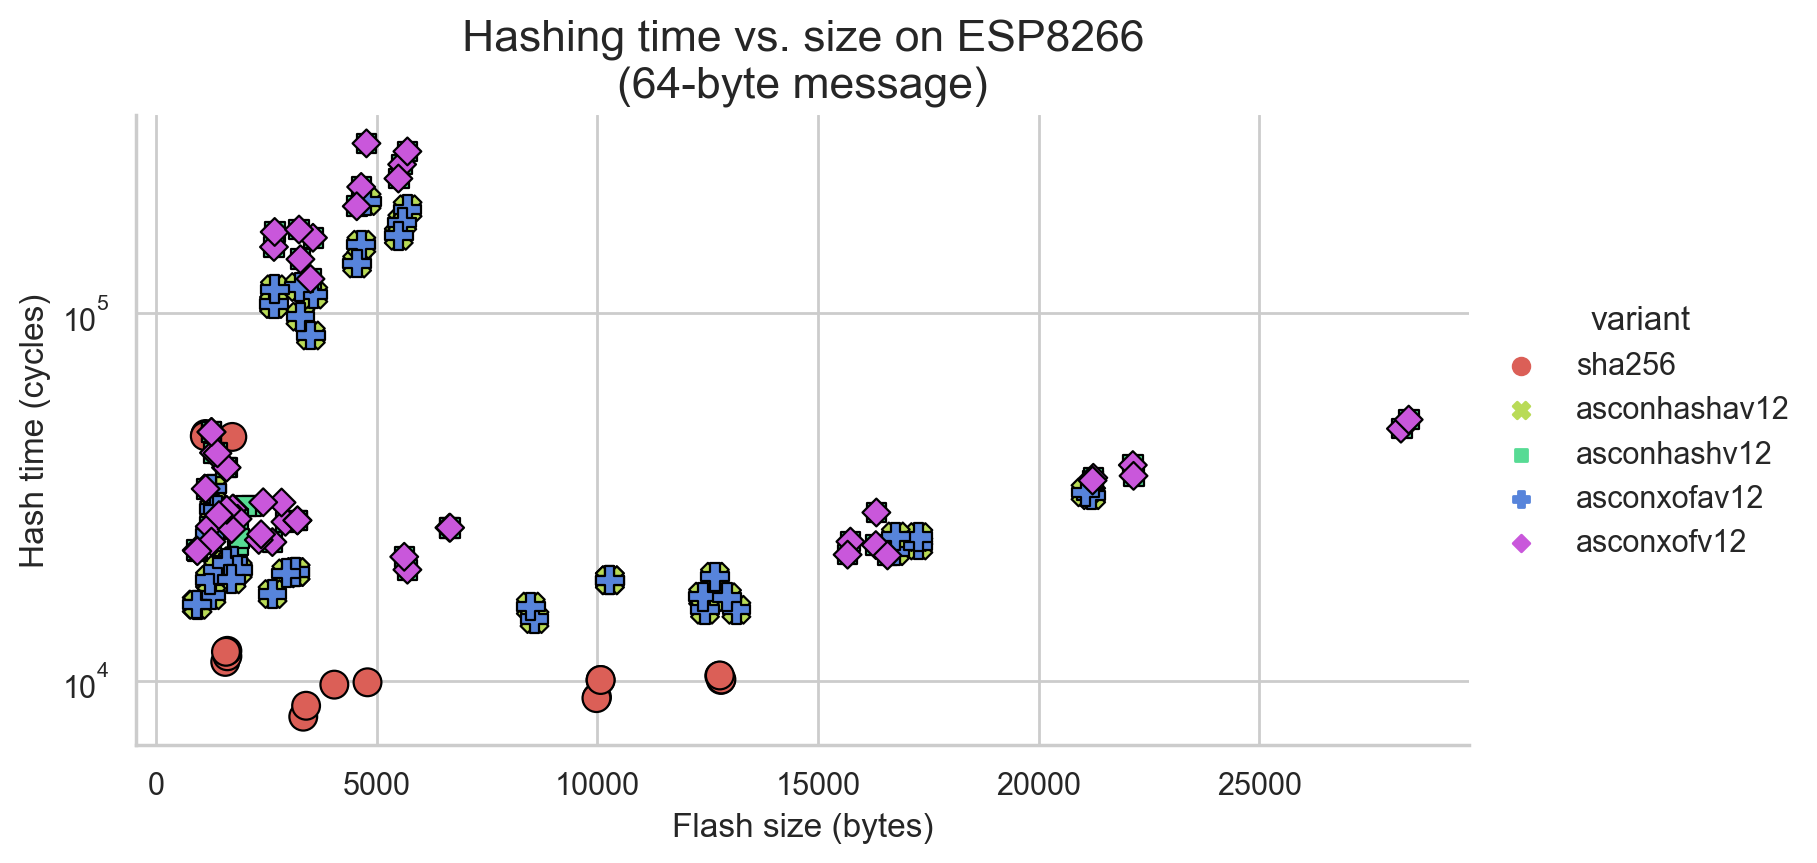 Hashing time vs. size on ESP8266
(64-byte message)
Hash time (cycles)
10^5
10^4
0 5000 10000 15000 20000 25000
Flash size (bytes)
variant
sha256
asconhashav12
asconhashv12
asconxofav12
asconxofv12